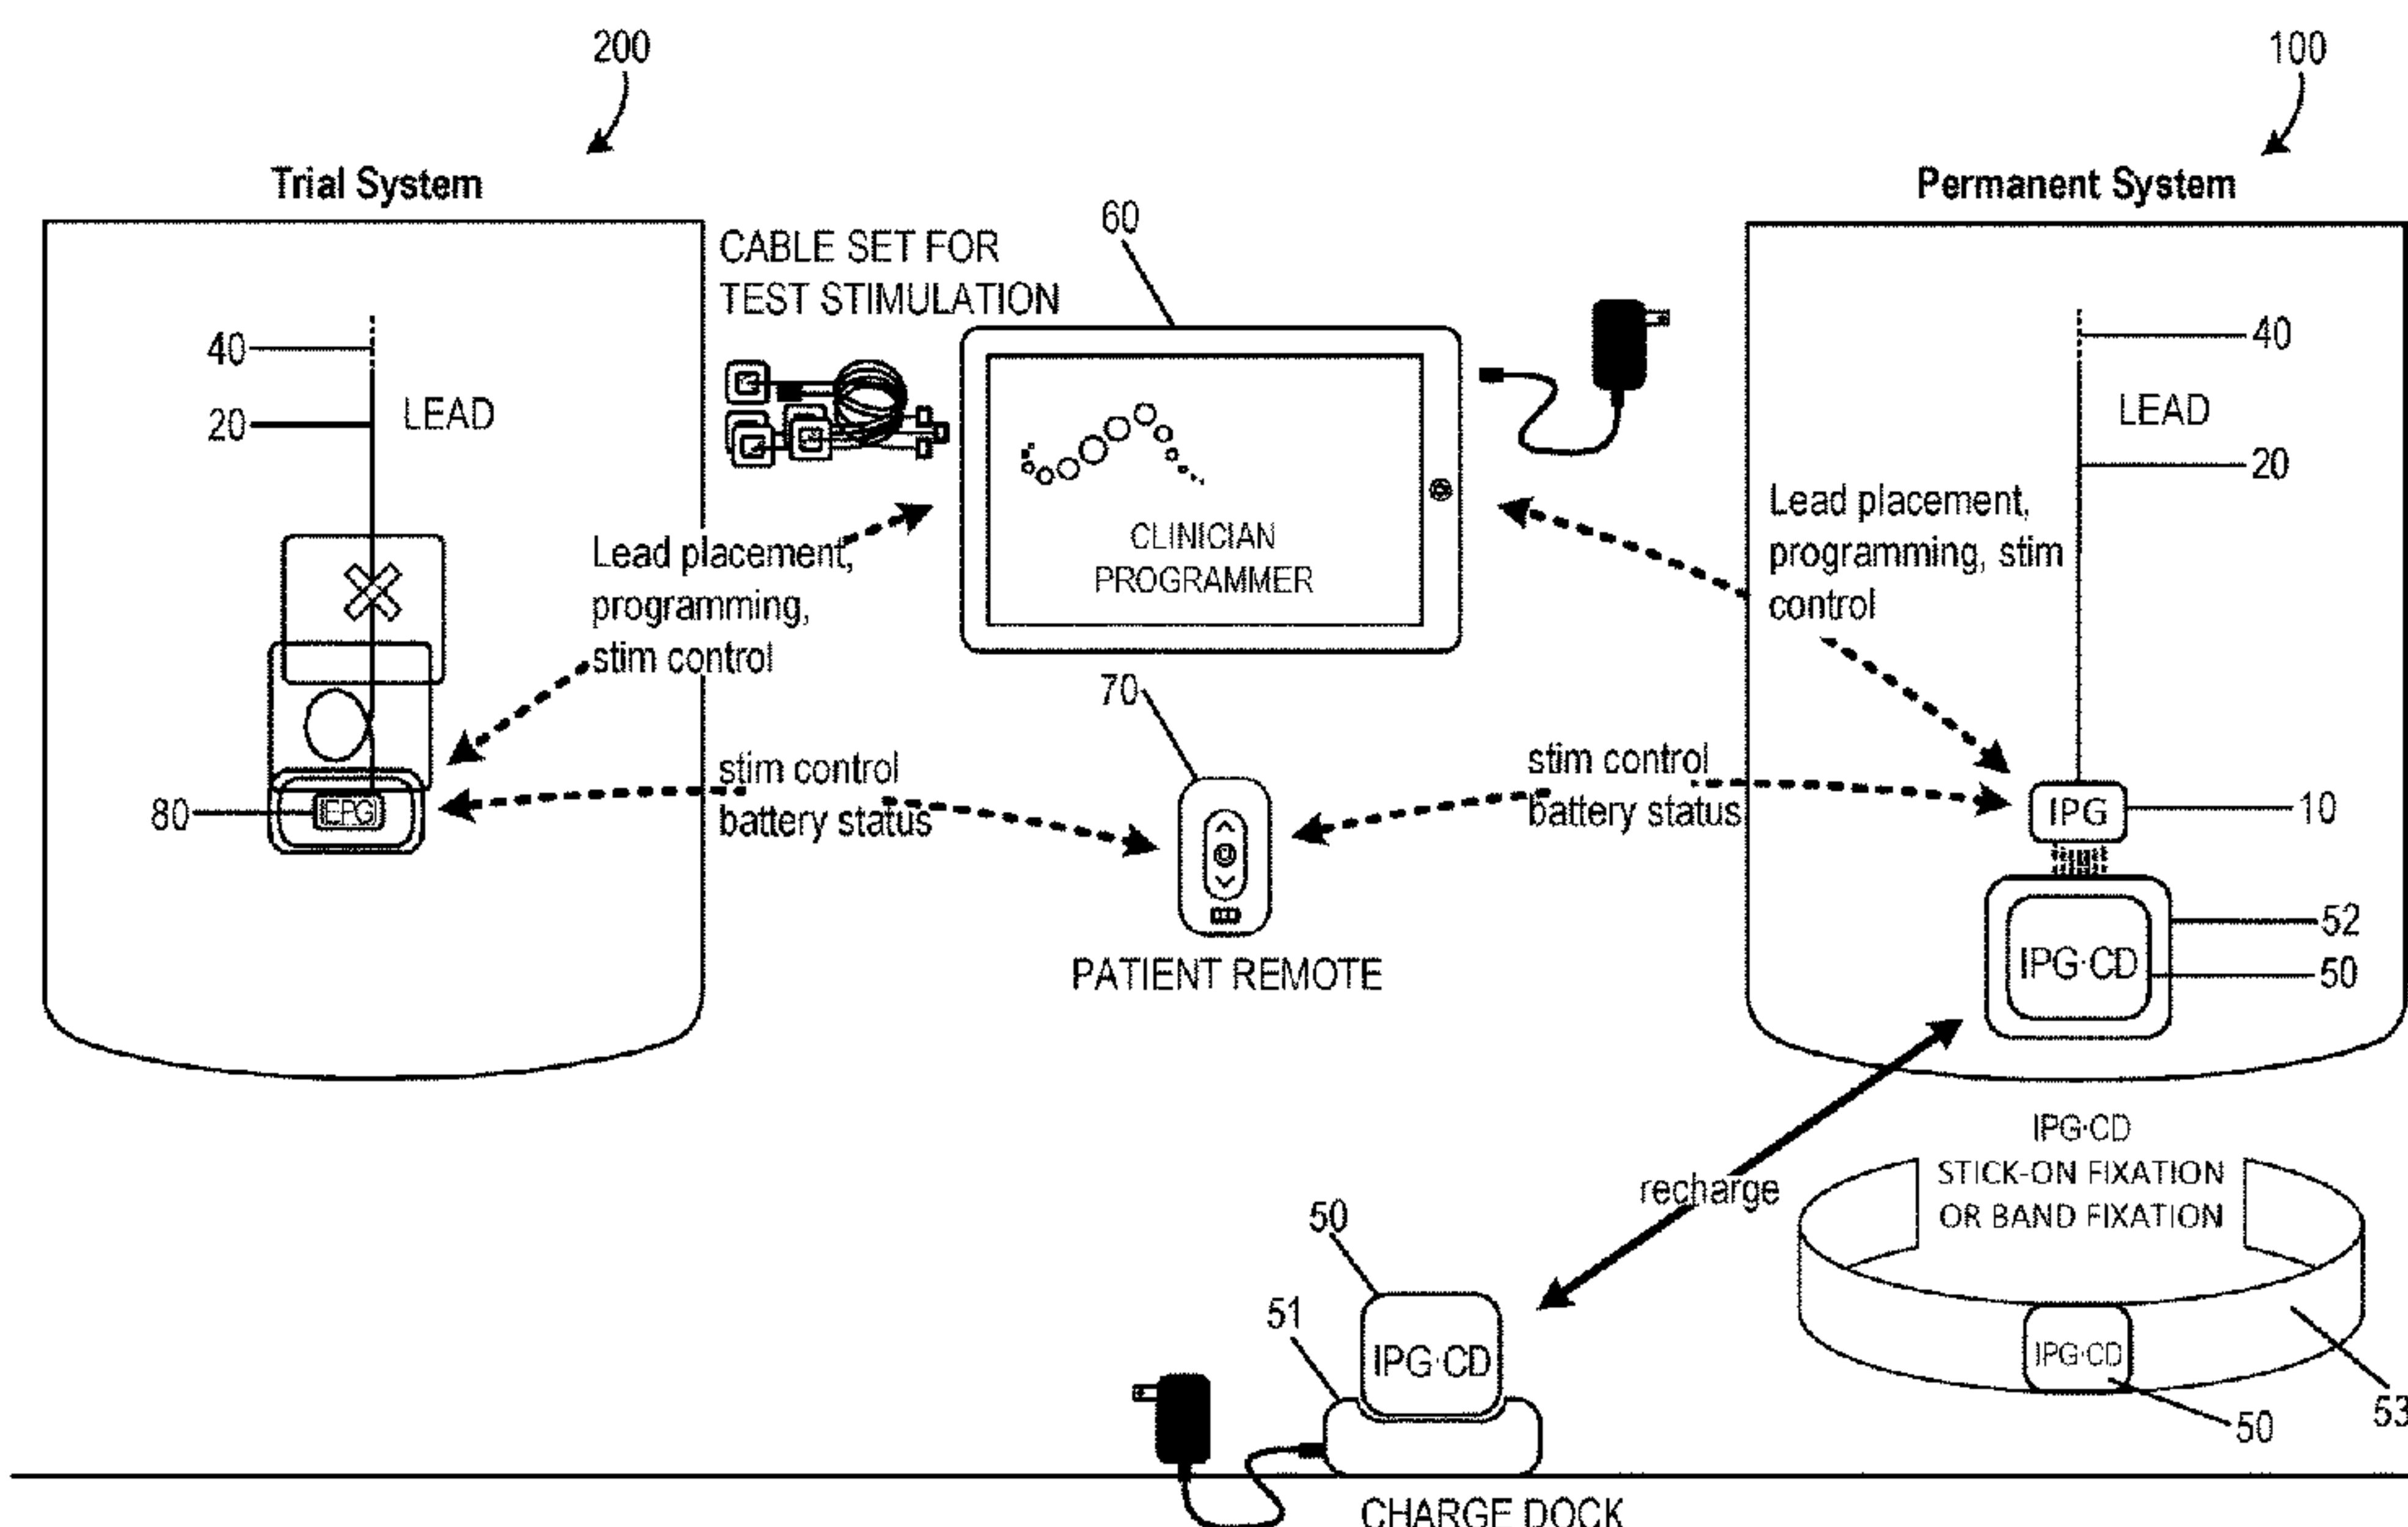 200
100
Trial System
Permanent System
CABLE SET FOR
TEST STIMULATION
60
40
20
LEAD
40
LEAD
20
CLINICIAN
PROGRAMMER
Lead placement,
programming,
stim control
Lead placement,
programming, stim
control
70
stim control
battery status
stim control
battery status
80
EPG
IPG
10
PATIENT REMOTE
52
IPG·CD
50
recharge
IPG·CD
STICK-ON FIXATION
OR BAND FIXATION
50
51
IPG·CD
IPG·CD
53
50
CHARGE DOCK